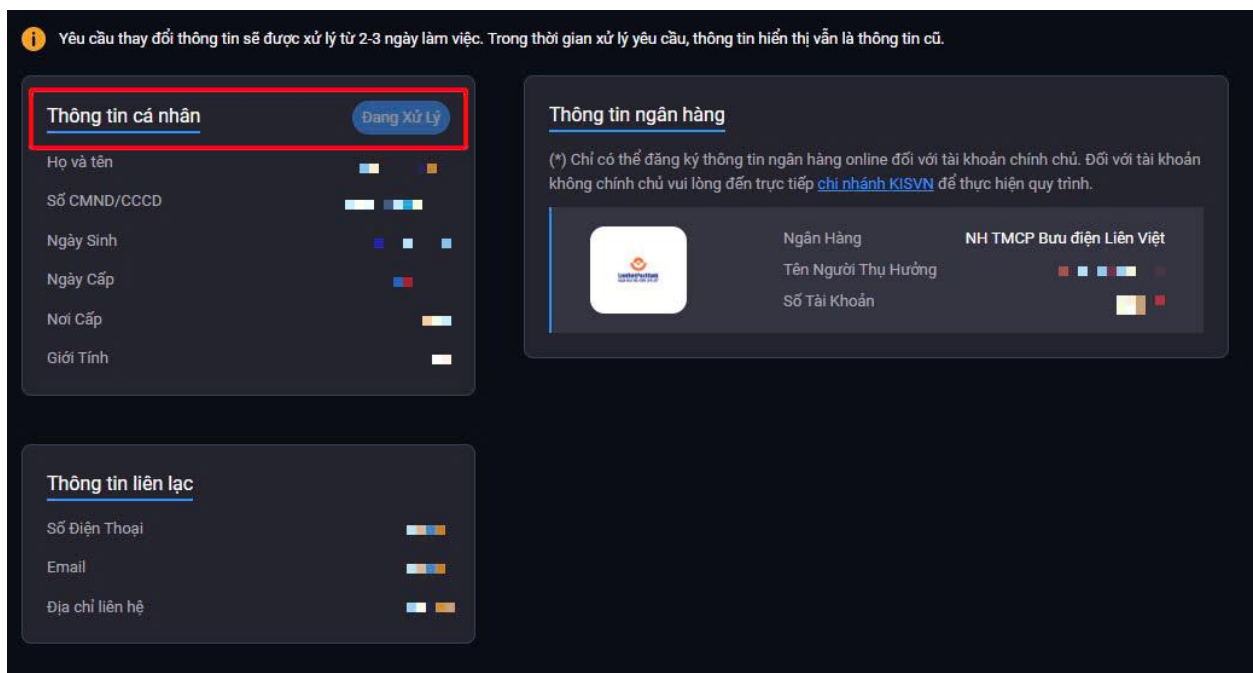 Yêu cầu thay đổi thông tin sẽ được xử lý từ 2-3 ngày làm việc. Trong thời gian xử lý yêu cầu, thông tin hiển thị vẫn là thông tin cũ.
Thông tin cá nhân
Đang Xử Lý
Họ và tên
Số CMND/CCCD
Ngày Sinh
Ngày Cấp
Nơi Cấp
Giới Tính
Thông tin ngân hàng
(*) Chỉ có thể đăng ký thông tin ngân hàng online đối với tài khoản chính chủ. Đối với tài khoản
không chính chủ vui lòng đến trực tiếp chi nhánh KISVN để thực hiện quy trình.
Ngân Hàng NH TMCP Bưu điện Liên Việt
Tên Người Thụ Hưởng
Số Tài Khoản
Thông tin liên lạc
Số Điện Thoại
Email
Địa chỉ liên hệ